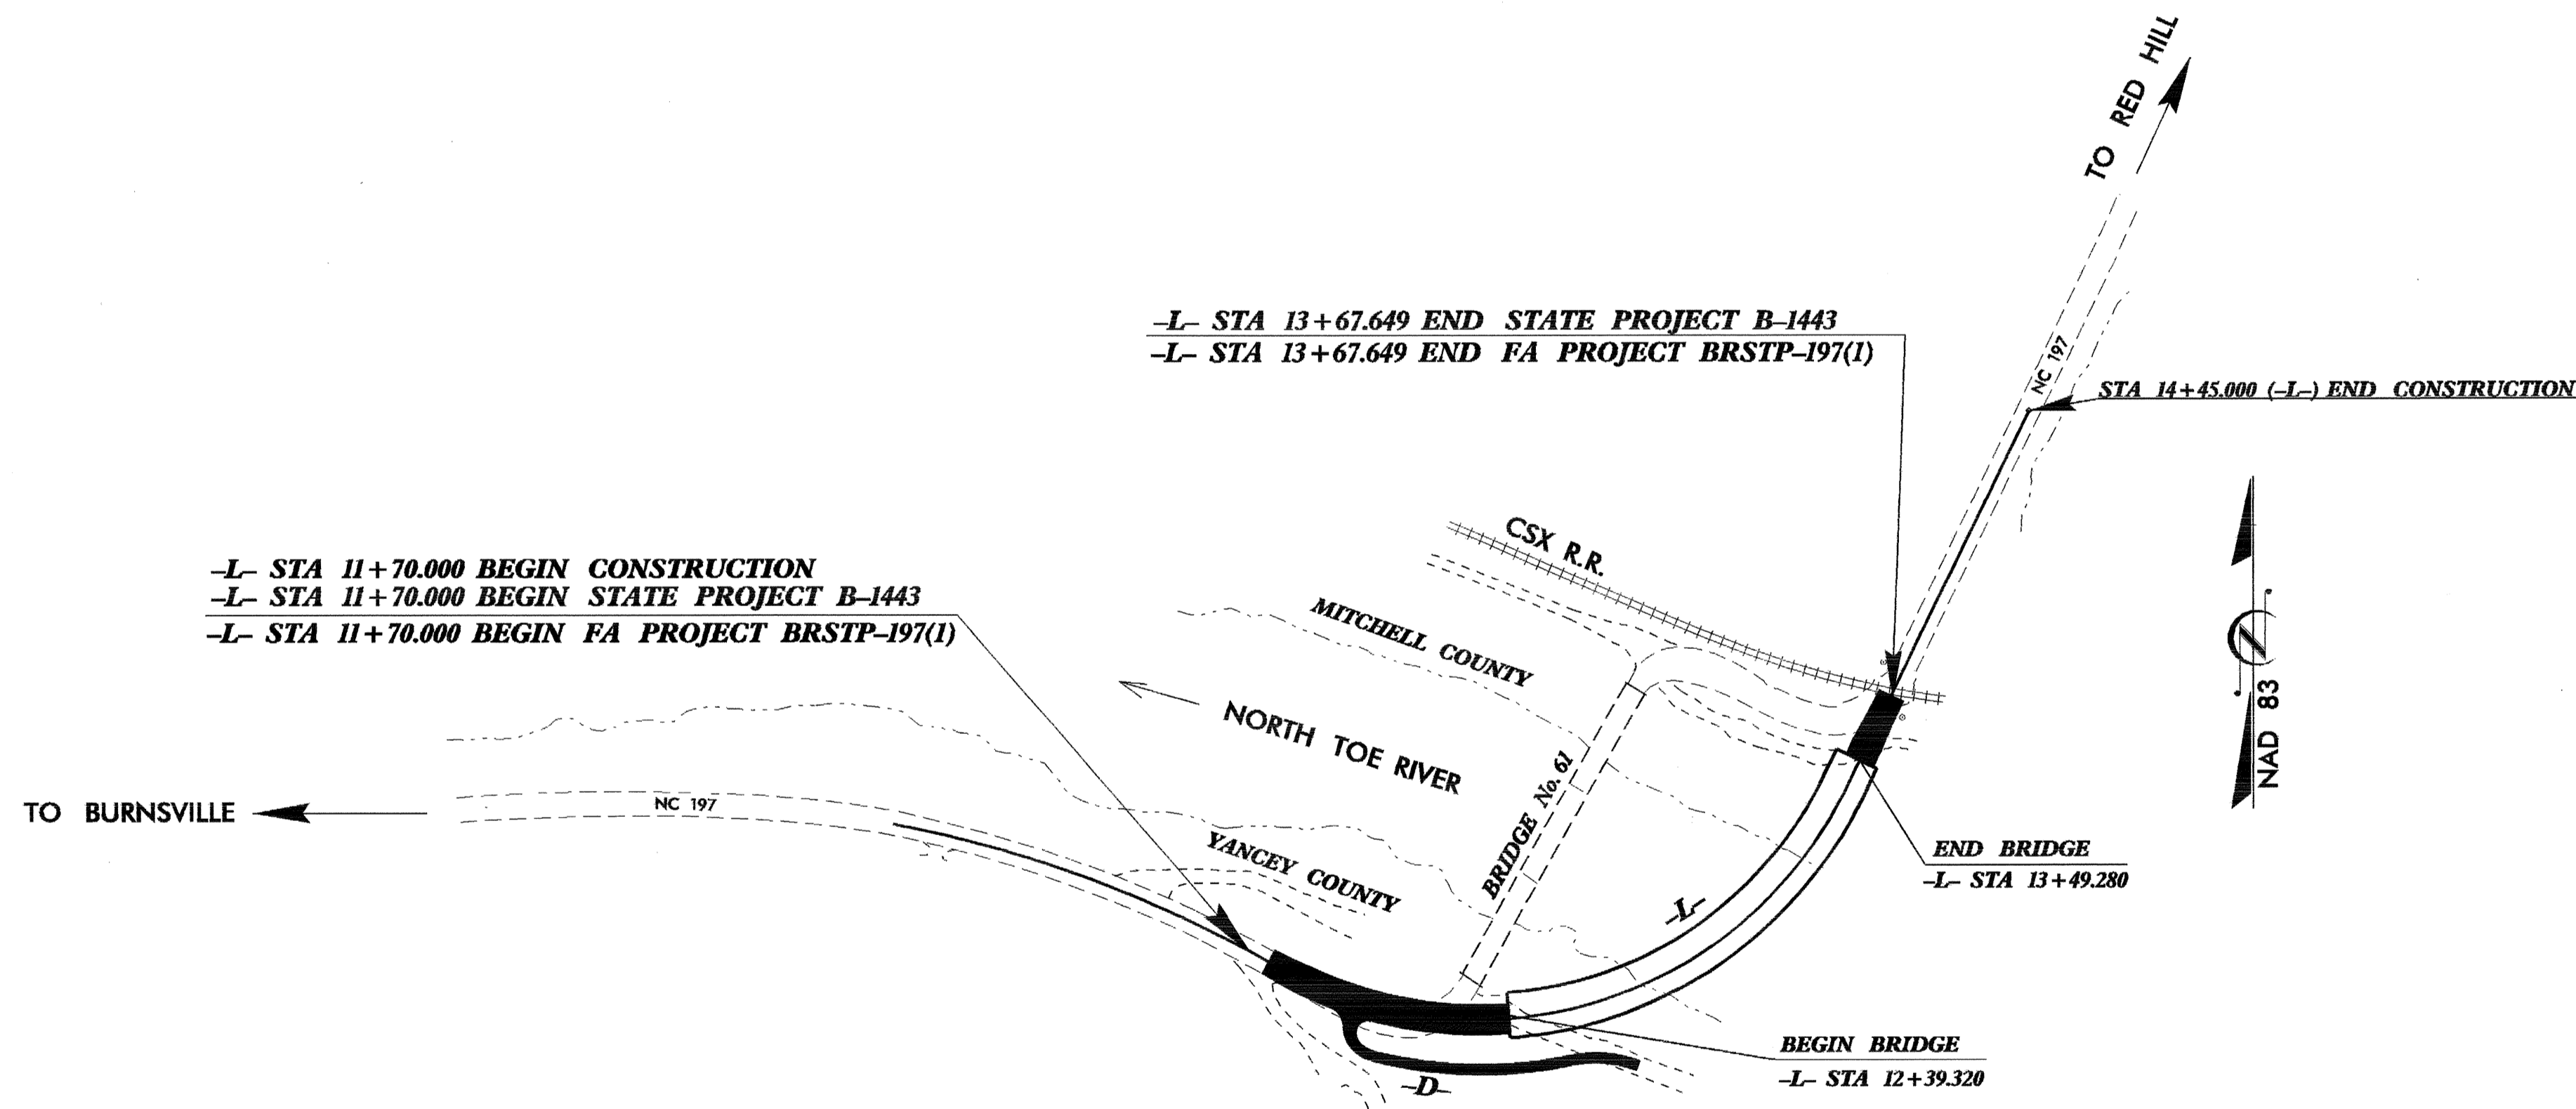 TO RED HILL
-L- STA 13+67.649 END STATE PROJECT B-1443
-L- STA 13+67.649 END FA PROJECT BRSTP-197(1)
NC 197
STA 14+45.000 (-L-) END CONSTRUCTION
CSX R.R.
-L- STA 11+70.000 BEGIN CONSTRUCTION
-L- STA 11+70.000 BEGIN STATE PROJECT B-1443
-L- STA 11+70.000 BEGIN FA PROJECT BRSTP-197(1)
MITCHELL COUNTY
NORTH TOE RIVER
NAD 83
TO BURNSVILLE
NC 197
YANCEY COUNTY
BRIDGE No. 61
END BRIDGE
-L- STA 13+49.280
-L-
BEGIN BRIDGE
-L- STA 12+39.320
-D-